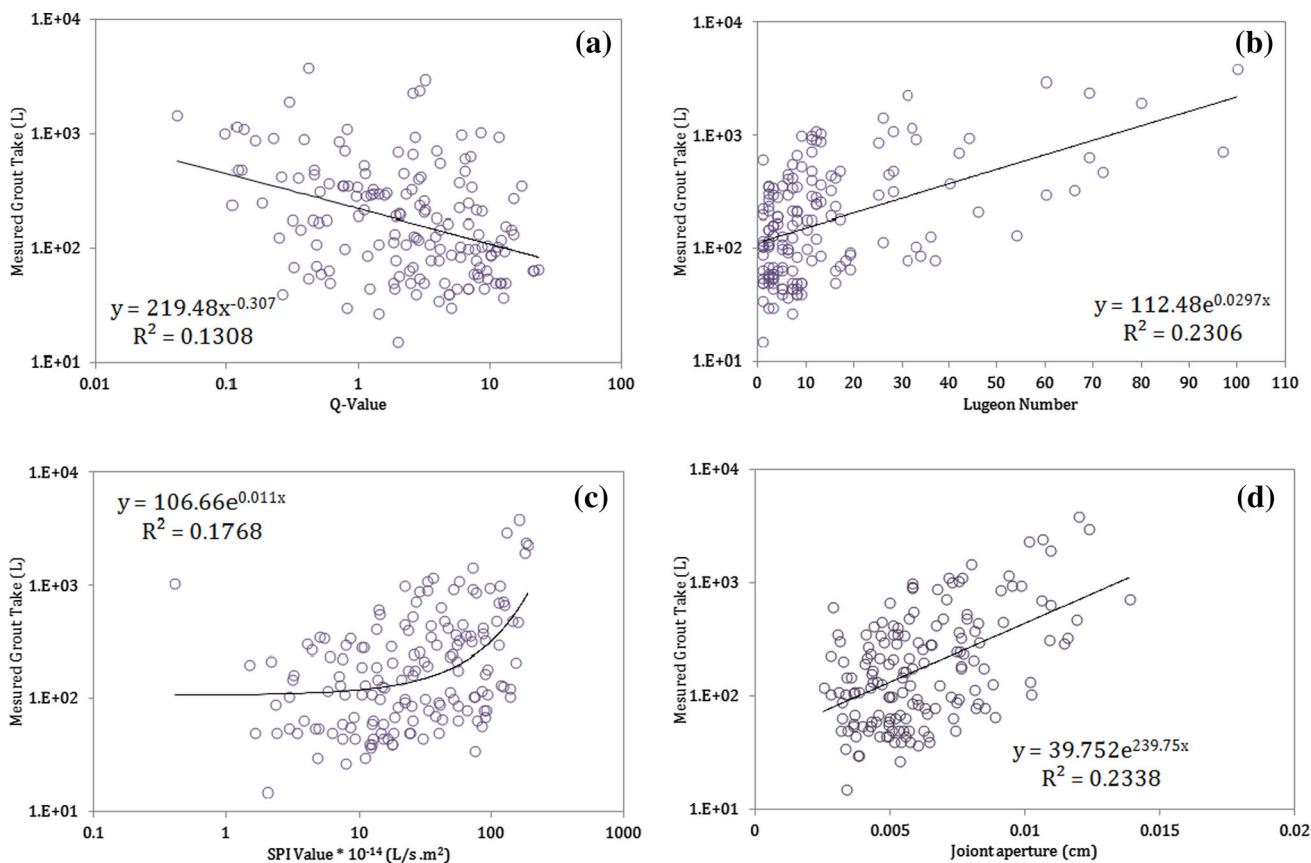 (a)
Mesured Grout Take (L)
1.E+04
1.E+03
1.E+02
1.E+01
y = 219.48x^-0.307
R² = 0.1308
0.01 0.1 1 10 100
Q-Value
(b)
Mesured Grout Take (L)
1.E+04
1.E+03
1.E+02
1.E+01
y = 112.48e^0.0297x
R² = 0.2306
0 10 20 30 40 50 60 70 80 90 100 110
Lugeon Number
(c)
Mesured Grout Take (L)
1.E+04
1.E+03
1.E+02
1.E+01
y = 106.66e^0.011x
R² = 0.1768
0.1 1 10 100 1000
SPI Value * 10^-14 (L/s .m²)
(d)
Mesured Grout Take (L)
1.E+04
1.E+03
1.E+02
1.E+01
y = 39.752e^239.75x
R² = 0.2338
0 0.005 0.01 0.015 0.02
Joiont aperture (cm)